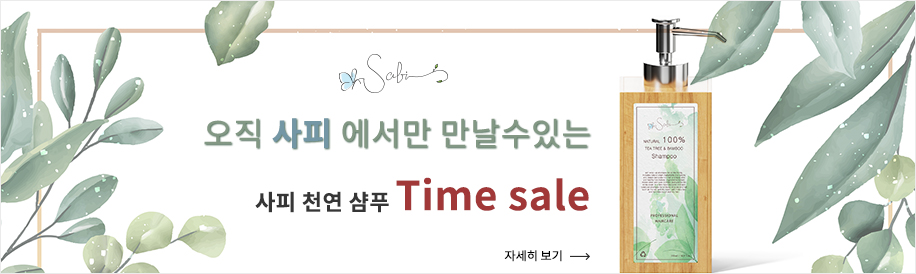 Sabi
오직 사피 에서만 만날수있는
사피 천연 샴푸 Time sale
자세히 보기
Sabi
NATURAL 100%
TEA TREE & BAMBOO
Shampoo
PROFESSIONAL
HAIRCARE